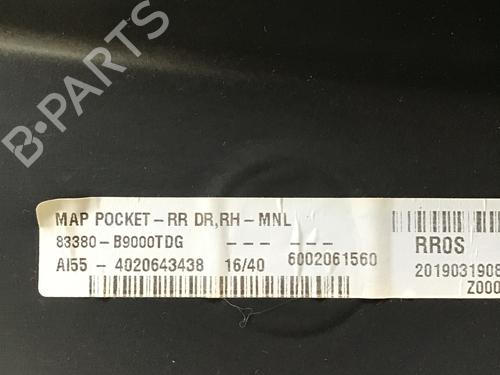 B-PARTS
MAP POCKET-RR DR,RH-MNL
83380-B9000TDG --- ---
AI55 - 4020643438 16/40 6002061560
RR0S
2019031908
Z000